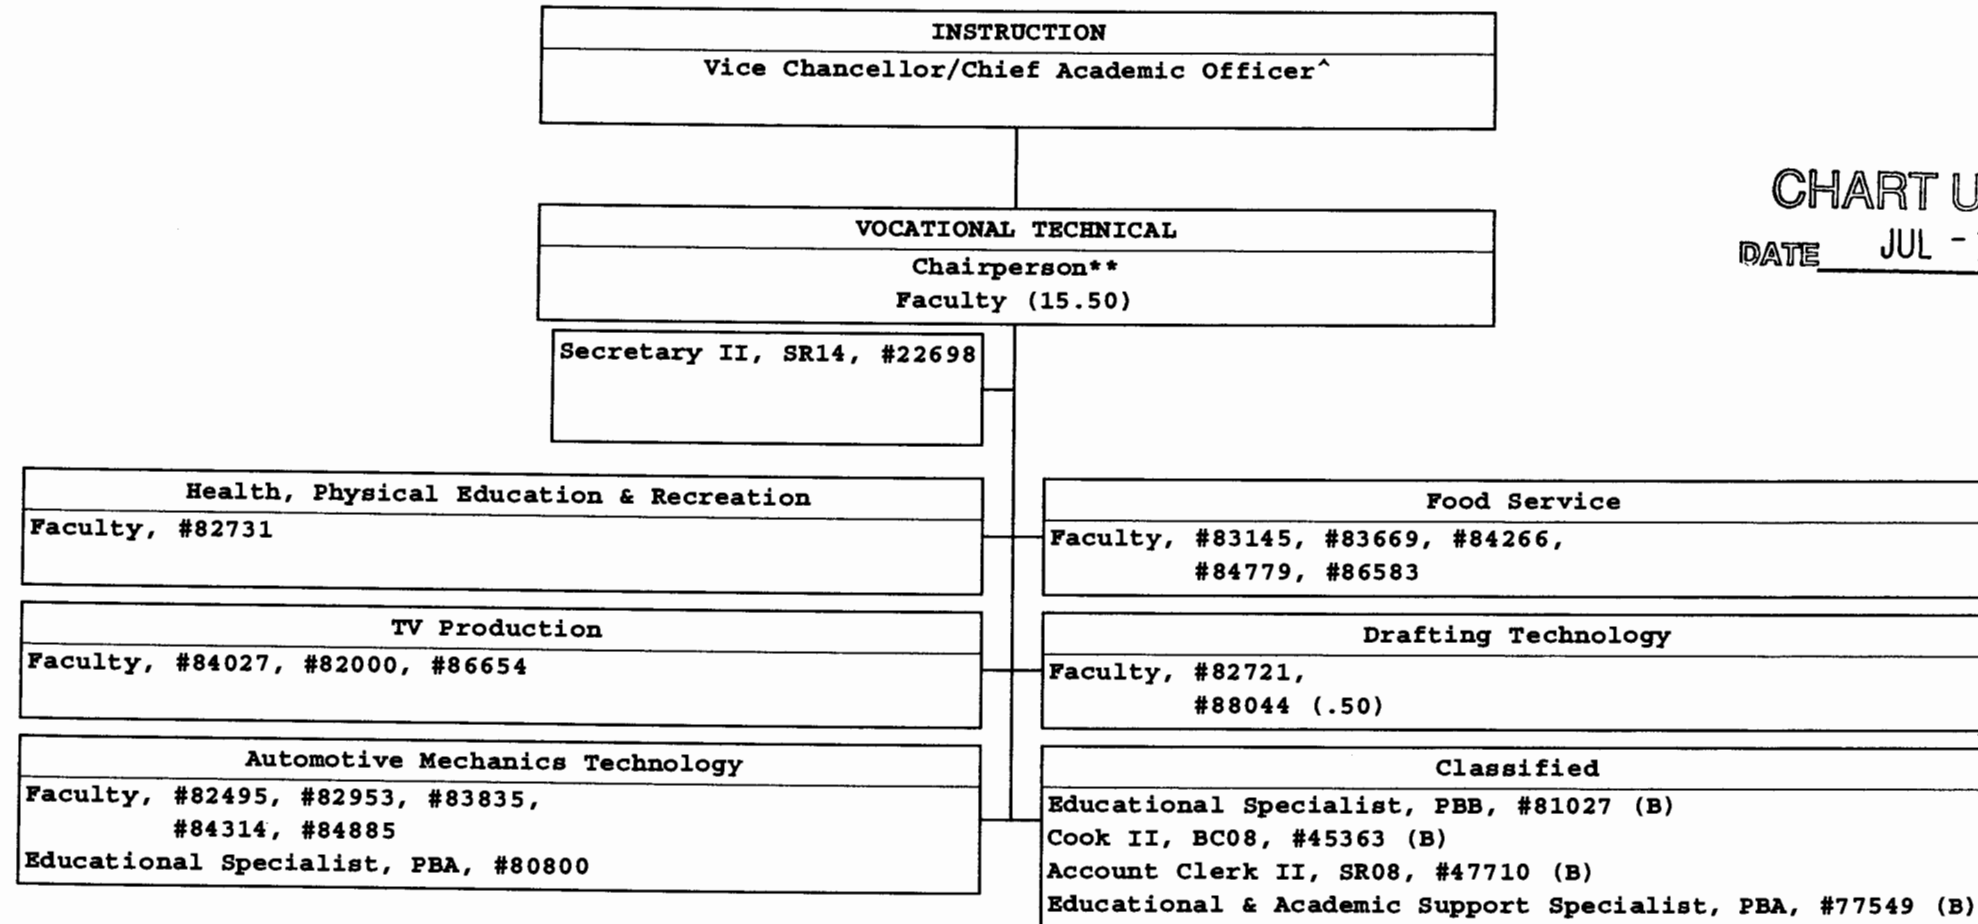 INSTRUCTION
Vice Chancellor/Chief Academic Officer^
CHART U
DATE JUL -
VOCATIONAL TECHNICAL
Chairperson**
Faculty (15.50)
Secretary II, SR14, #22698
Health, Physical Education & Recreation
Faculty, #82731
Food Service
Faculty, #83145, #83669, #84266,
#84779, #86583
TV Production
Faculty, #84027, #82000, #86654
Drafting Technology
Faculty, #82721,
#88044 (.50)
Automotive Mechanics Technology
Faculty, #82495, #82953, #83835,
#84314, #84885
Educational Specialist, PBA, #80800
Classified
Educational Specialist, PBB, #81027 (B)
Cook II, BC08, #45363 (B)
Account Clerk II, SR08, #47710 (B)
Educational & Academic Support Specialist, PBA, #77549 (B)